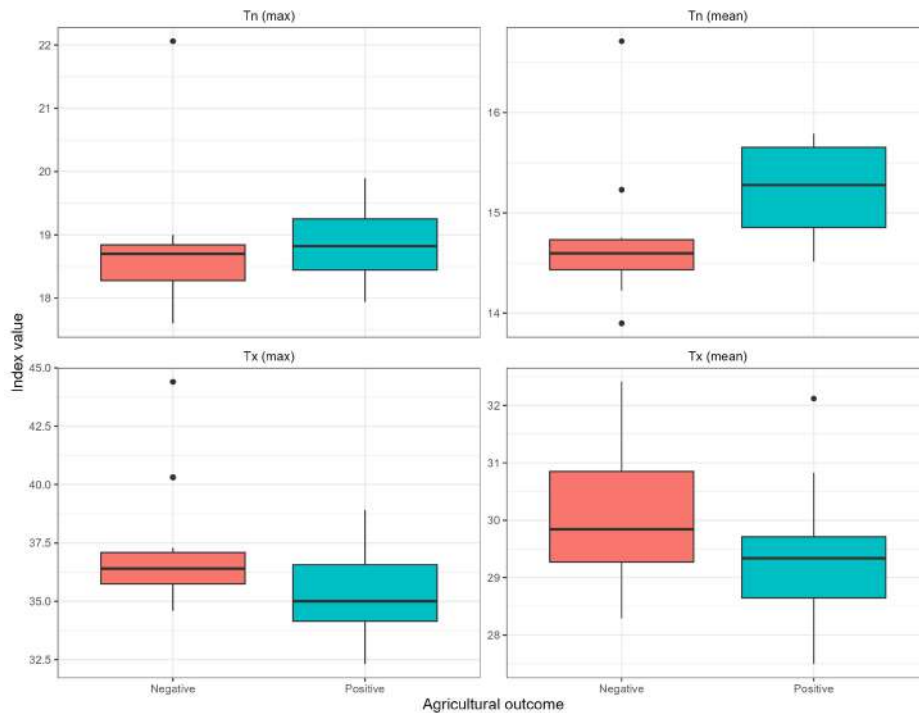 Tn (max)
Tn (mean)
22
21
20
19
18
16
15
14
Index value
Tx (max)
Tx (mean)
45.0
42.5
40.0
37.5
35.0
32.5
32
31
30
29
28
Negative
Positive
Negative
Positive
Agricultural outcome